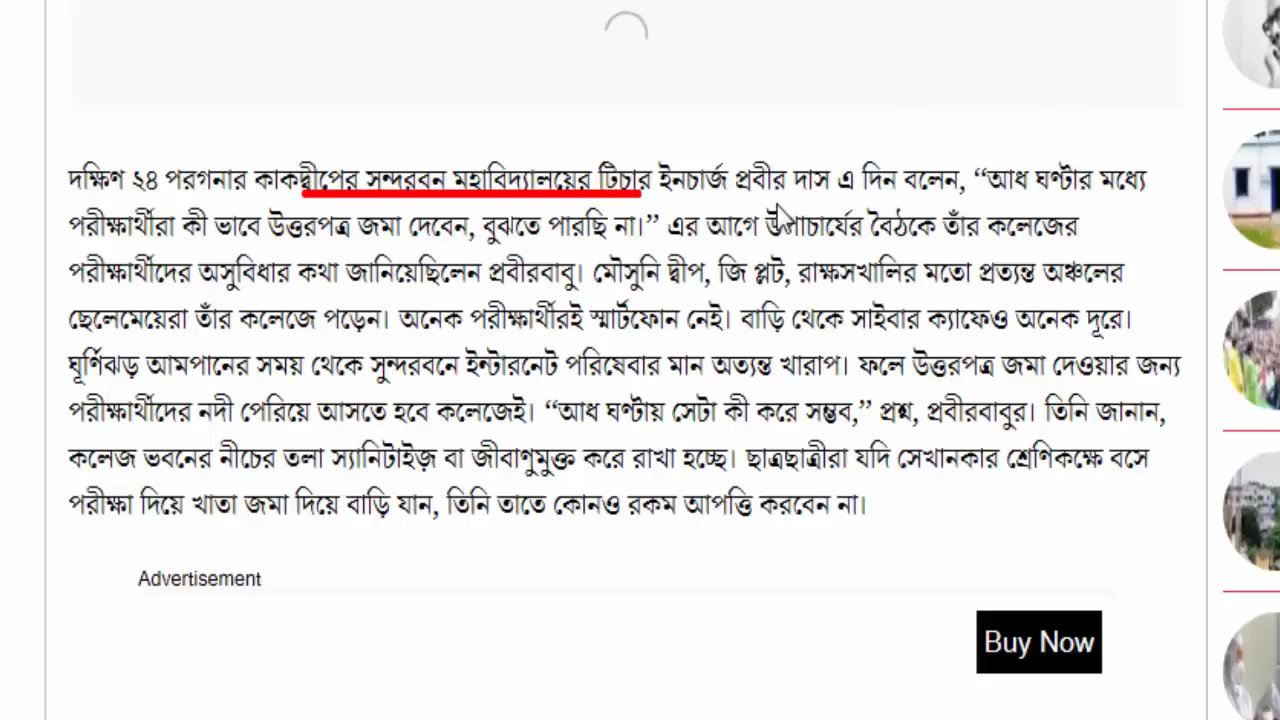 দক্ষিণ ২৪ পরগনার কাকদ্বীপের সন্দরবন মহাবিদ্যালয়ের টিচার ইনচার্জ প্রবীর দাস এ দিন বলেন, “আধ ঘণ্টার মধ্যে
পরীক্ষার্থীরা কী ভাবে উত্তরপত্র জমা দেবেন, বুঝতে পারছি না।” এর আগে উপাচার্যের বৈঠকে তাঁর কলেজের
পরীক্ষার্থীদের অসুবিধার কথা জানিয়েছিলেন প্রবীরবাবু। মৌসুনি দ্বীপ, জি প্লট, রাক্ষসখালির মতো প্রত্যন্ত অঞ্চলের
ছেলেমেয়েরা তাঁর কলেজে পড়েন। অনেক পরীক্ষার্থীরই স্মার্টফোন নেই। বাড়ি থেকে সাইবার ক্যাফেও অনেক দূরে।
ঘূর্ণিঝড় আমপানের সময় থেকে সুন্দরবনে ইন্টারনেট পরিষেবার মান অত্যন্ত খারাপ। ফলে উত্তরপত্র জমা দেওয়ার জন্য
পরীক্ষার্থীদের নদী পেরিয়ে আসতে হবে কলেজেই। “আধ ঘণ্টায় সেটা কী করে সম্ভব,” প্রশ্ন, প্রবীরবাবুর। তিনি জানান,
কলেজ ভবনের নীচের তলা স্যানিটাইজ় বা জীবাণুমুক্ত করে রাখা হচ্ছে। ছাত্রছাত্রীরা যদি সেখানকার শ্রেণিকক্ষে বসে
পরীক্ষা দিয়ে খাতা জমা দিয়ে বাড়ি যান, তিনি তাতে কোনও রকম আপত্তি করবেন না।
Advertisement
Buy Now